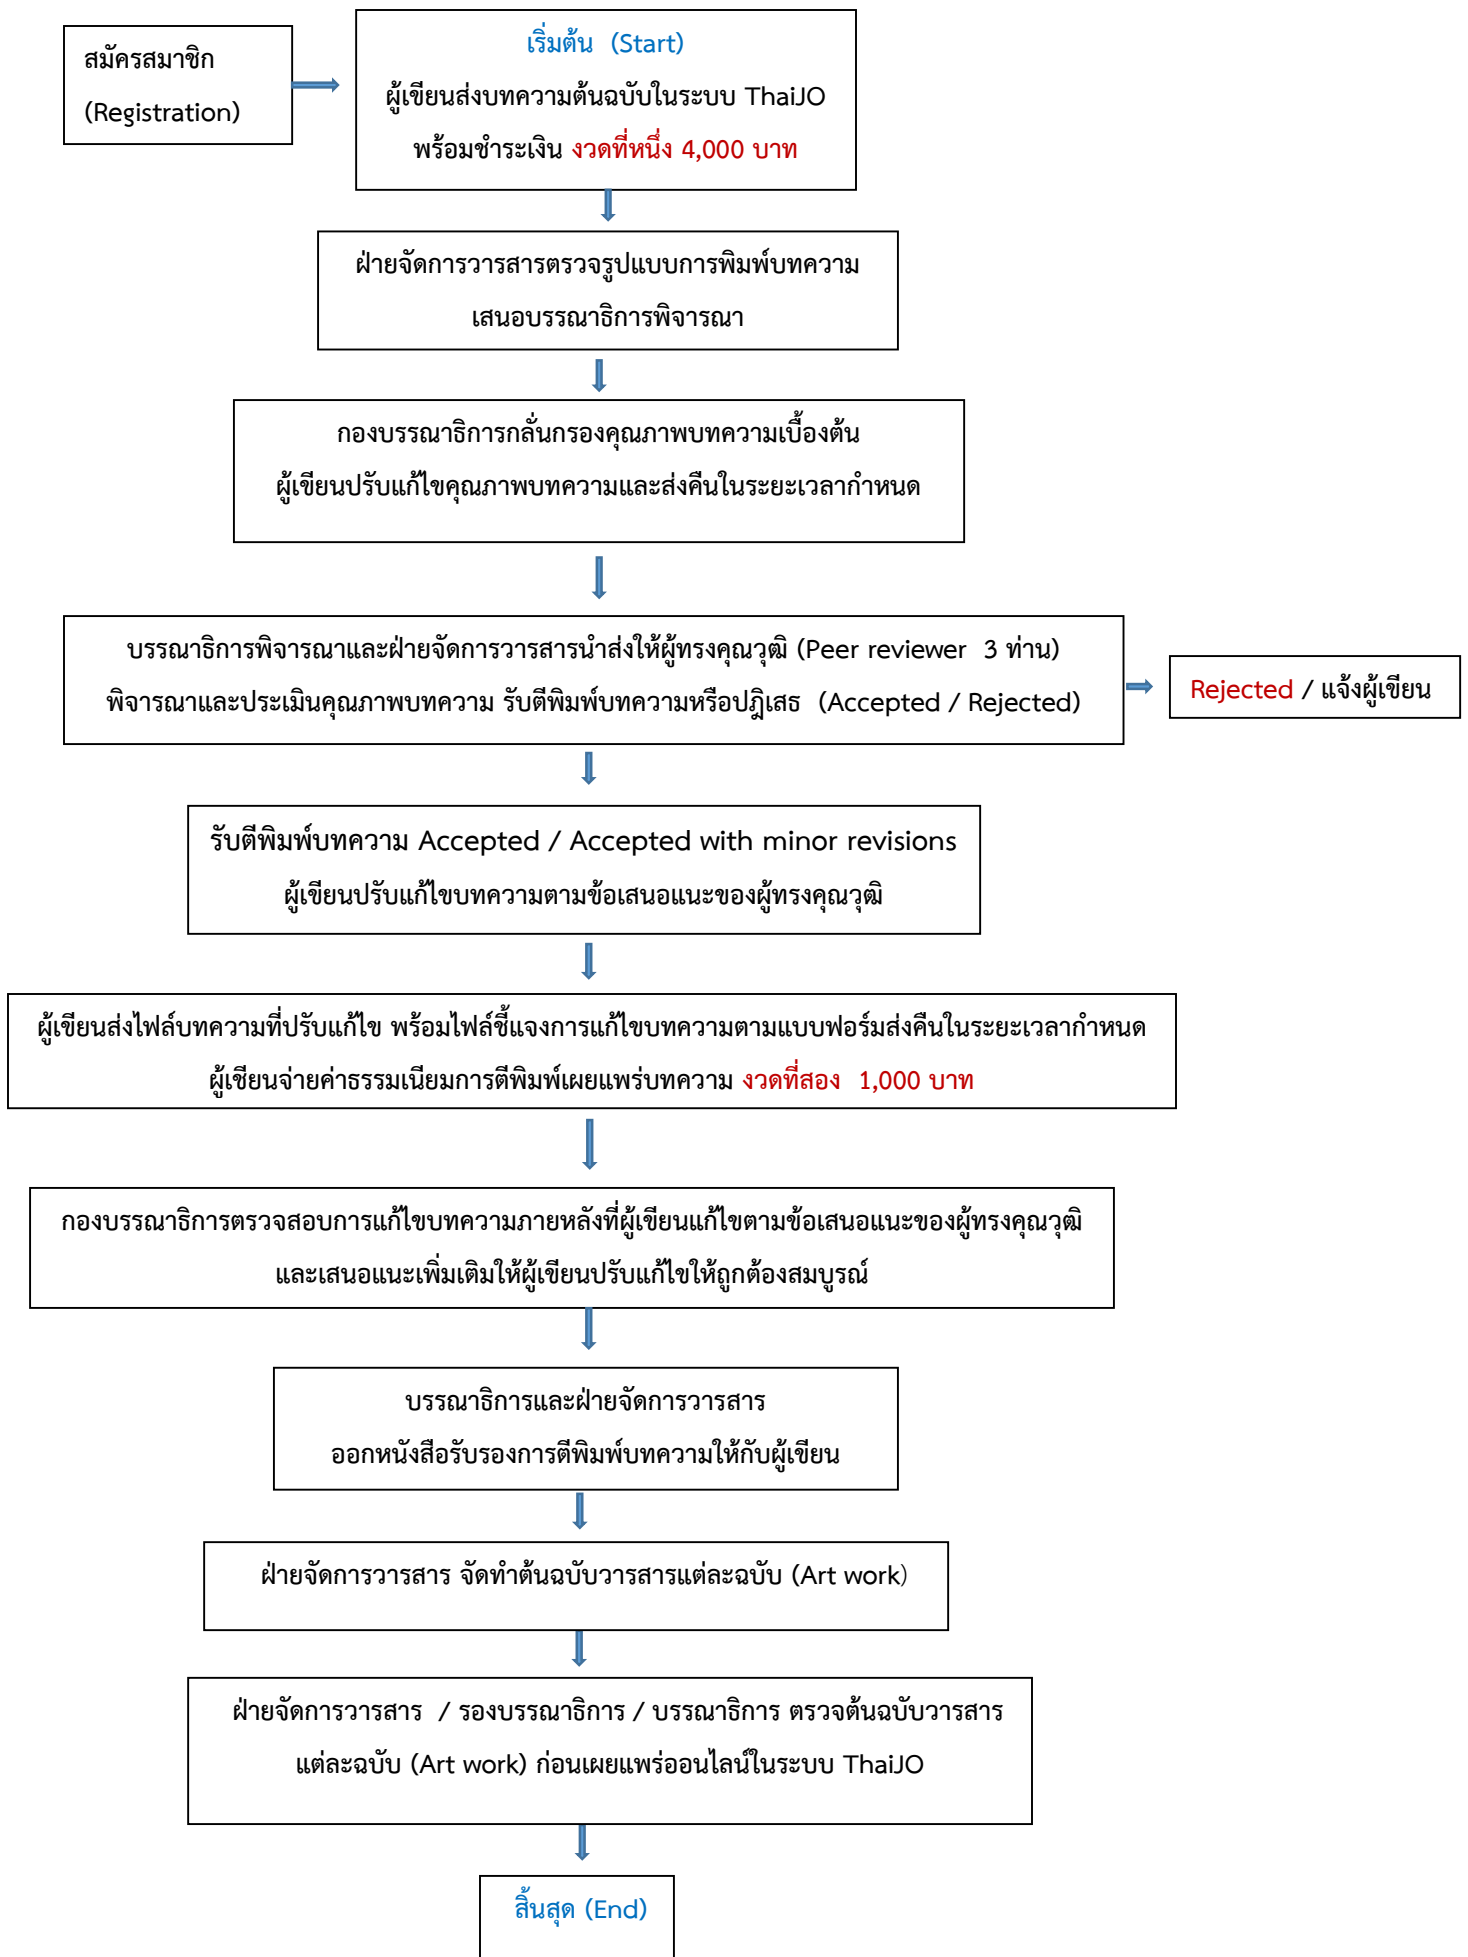 สมัครสมาชิก
(Registration)
เริ่มต้น (Start)
ผู้เขียนส่งบทความต้นฉบับในระบบ ThaiJO
พร้อมชำระเงิน งวดที่หนึ่ง 4,000 บาท
ฝ่ายจัดการวารสารตรวจรูปแบบการพิมพ์บทความ
เสนอบรรณาธิการพิจารณา
กองบรรณาธิการกลั่นกรองคุณภาพบทความเบื้องต้น
ผู้เขียนปรับแก้ไขคุณภาพบทความและส่งคืนในระยะเวลากำหนด
บรรณาธิการพิจารณาและฝ่ายจัดการวารสารนำส่งให้ผู้ทรงคุณวุฒิ (Peer reviewer 3 ท่าน)
พิจารณาและประเมินคุณภาพบทความ รับตีพิมพ์บทความหรือปฎิเสธ (Accepted / Rejected)
Rejected / แจ้งผู้เขียน
รับตีพิมพ์บทความ Accepted / Accepted with minor revisions
ผู้เขียนปรับแก้ไขบทความตามข้อเสนอแนะของผู้ทรงคุณวุฒิ
ผู้เขียนส่งไฟล์บทความที่ปรับแก้ไข พร้อมไฟล์ชี้แจงการแก้ไขบทความตามแบบฟอร์มส่งคืนในระยะเวลากำหนด
ผู้เชียนจ่ายค่าธรรมเนียมการตีพิมพ์เผยแพร่บทความ งวดที่สอง 1,000 บาท
กองบรรณาธิการตรวจสอบการแก้ไขบทความภายหลังที่ผู้เขียนแก้ไขตามข้อเสนอแนะของผู้ทรงคุณวุฒิ
และเสนอแนะเพิ่มเติมให้ผู้เขียนปรับแก้ไขให้ถูกต้องสมบูรณ์
บรรณาธิการและฝ่ายจัดการวารสาร
ออกหนังสือรับรองการตีพิมพ์บทความให้กับผู้เขียน
ฝ่ายจัดการวารสาร จัดทำต้นฉบับวารสารแต่ละฉบับ (Art work)
ฝ่ายจัดการวารสาร / รองบรรณาธิการ / บรรณาธิการ ตรวจต้นฉบับวารสาร
แต่ละฉบับ (Art work) ก่อนเผยแพร่ออนไลน์ในระบบ ThaiJO
สิ้นสุด (End)